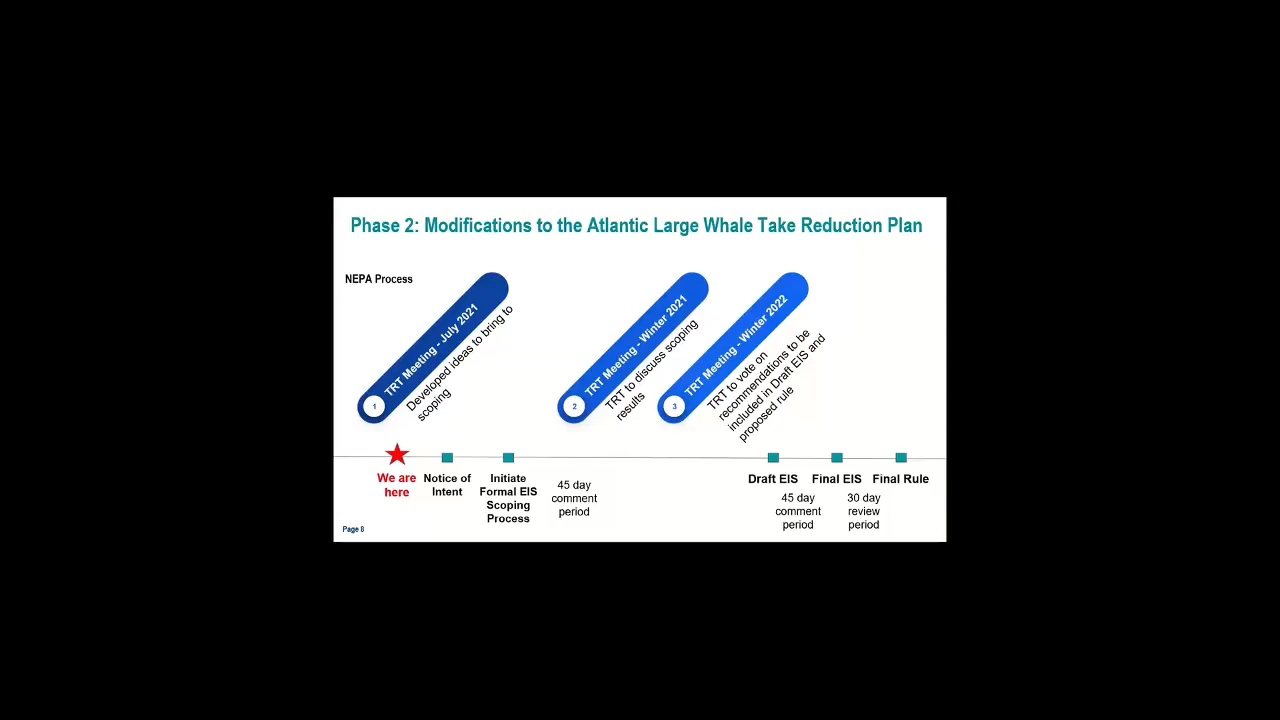 Phase 2: Modifications to the Atlantic Large Whale Take Reduction Plan
NEPA Process
1
TRT Meeting - July 2021
Developed ideas to bring to
scoping
2
TRT Meeting - Winter 2021
TRT to discuss scoping
results
3
TRT Meeting - Winter 2022
TRT to vote on
recommendations to be
included in Draft EIS and
proposed rule
We are
here
Notice of
Intent
Initiate
Formal EIS
Scoping
Process
45 day
comment
period
Draft EIS
45 day
comment
period
Final EIS
30 day
review
period
Final Rule
Page 8